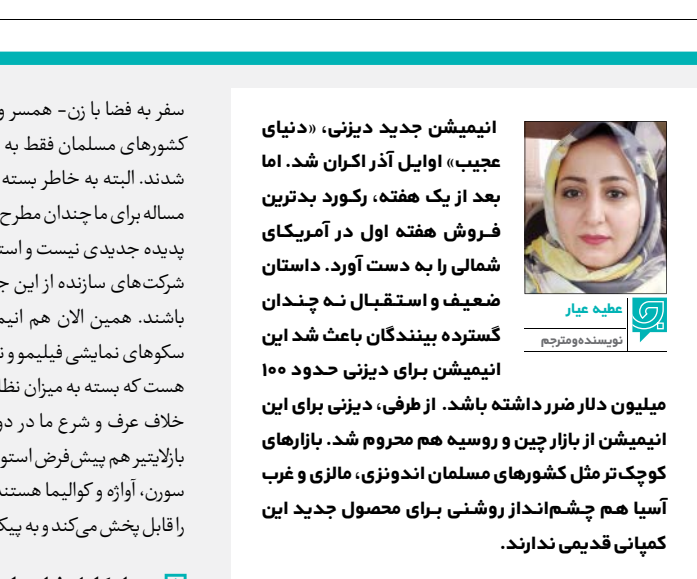 انیمیشن جدید دیزنی، «دنیای
عجیب» اوایل آذر اکران شد. اما
بعد از یک هفته، رکورد بدترین
فروش هفته اول در آمریکای
شمالی را به دست آورد. داستان
ضعیف و استقبال نه چندان
گسترده بینندگان باعث شد این
انیمیشن برای دیزنی حدود ۱۰۰
میلیون دلار ضرر داشته باشد. از طرفی، دیزنی برای این
انیمیشن از بازار چین و روسیه هم محروم شد. بازارهای
کوچک‌تر مثل کشورهای مسلمان اندونزی، مالزی و غرب
آسیا هم چشم‌انداز روشنی برای محصول جدید این
کمپانی قدیمی ندارند.
عطیه عیار
نویسنده‌ومترجم
سفر به فضا با زن- همسر و
کشورهای مسلمان فقط به
شدند. البته به خاطر بسته
مساله برای ما چندان مطرح
پدیده جدیدی نیست و است
شرکت‌های سازنده از این ج
باشند. همین الان هم انیم
سکوهای نمایشی فیلیمو و ن
هست که بسته به میزان نظا
خلاف عرف و شرع ما در دو
بازلایتیر هم پیش‌فرض استو
سورن، آواژه و کوالیما هستند
را قابل پخش می‌کند و به پیک